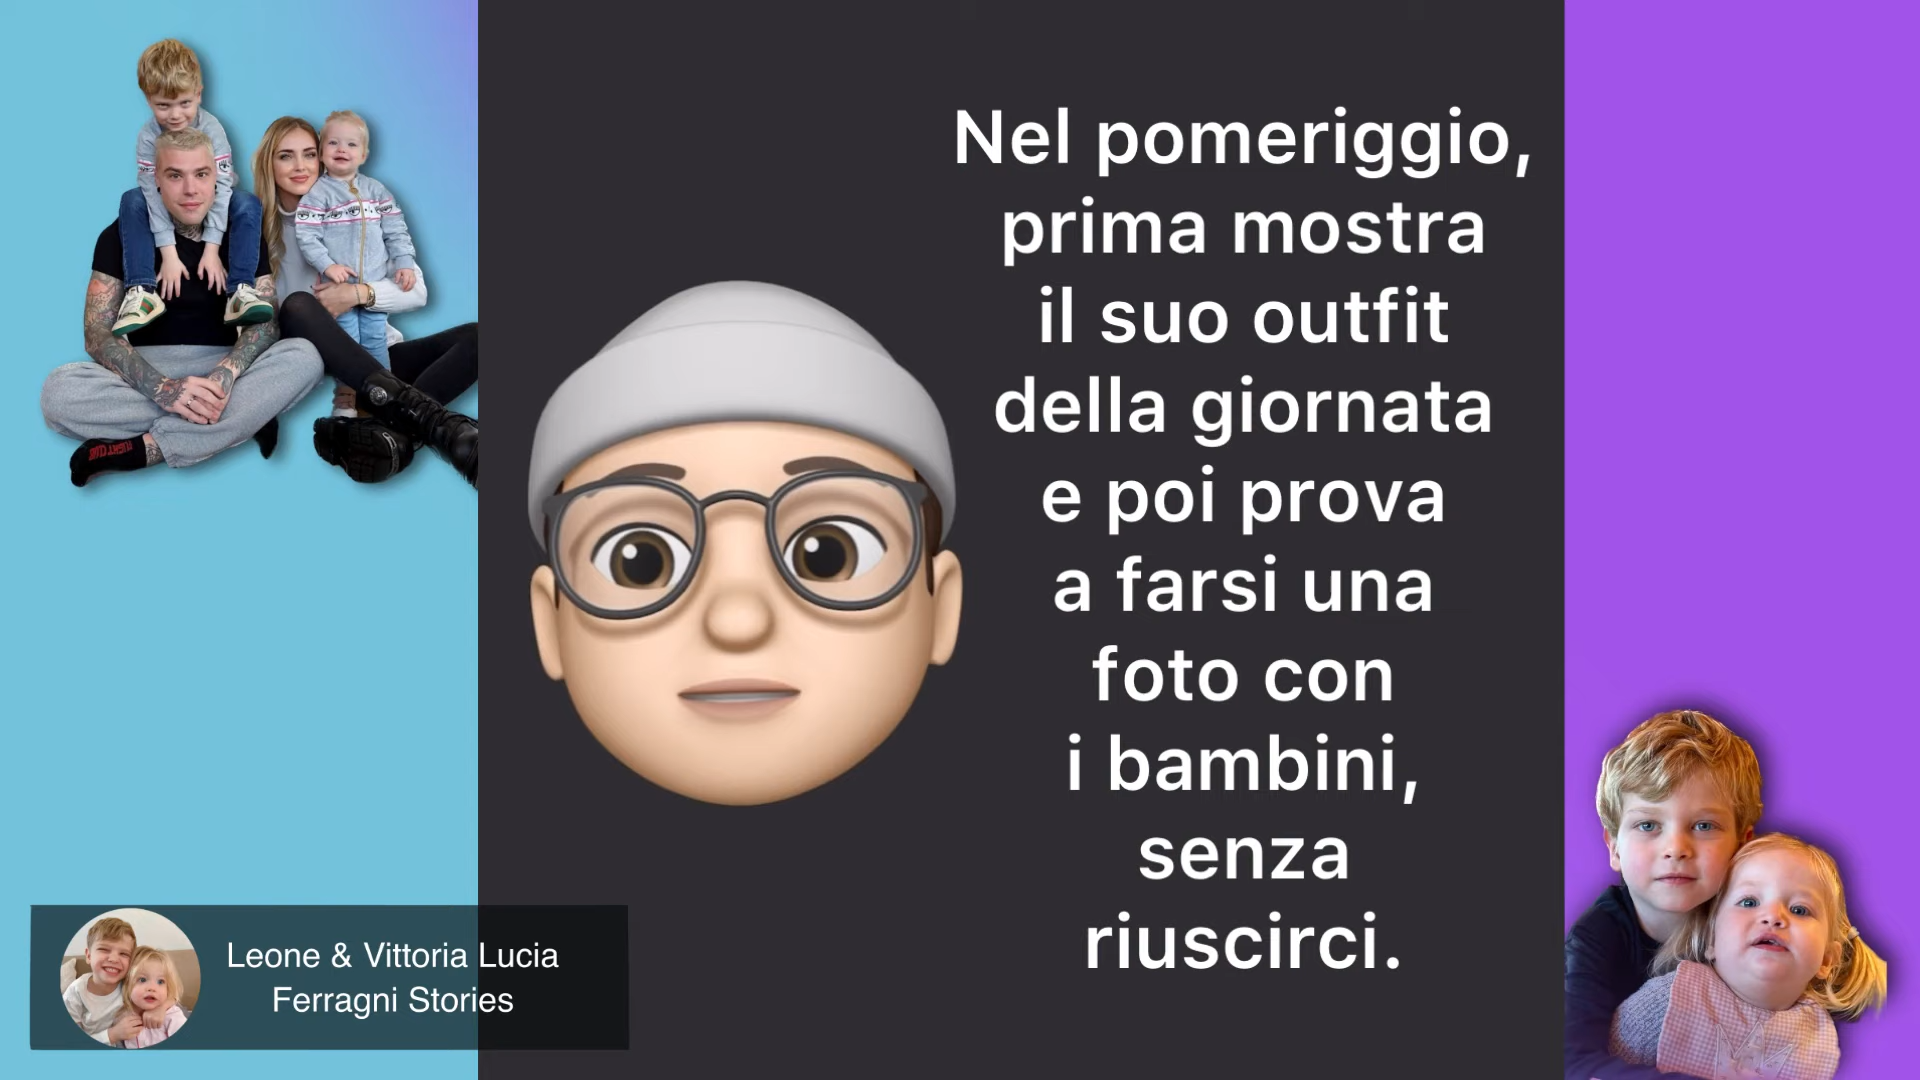 Nel pomeriggio,
prima mostra
il suo outfit
della giornata
e poi prova
a farsi una
foto con
i bambini,
senza
riuscirci.
Leone & Vittoria Lucia
Ferragni Stories